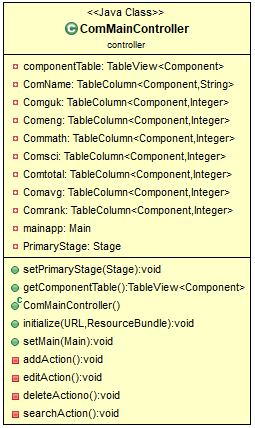 <<Java Class>>
ComMainController
controller
componentTable: TableView<Component>
ComName: TableColumn<Component,String>
Comguk: TableColumn<Component,Integer>
Comeng: TableColumn<Component,Integer>
Commath: TableColumn<Component,Integer>
Comsci: TableColumn<Component,Integer>
Comtotal: TableColumn<Component,Integer>
Comavg: TableColumn<Component,Integer>
Comrank: TableColumn<Component,Integer>
mainapp: Main
PrimaryStage: Stage
setPrimaryStage(Stage):void
getComponentTable():TableView<Component>
ComMainController()
initialize(URL,ResourceBundle):void
setMain(Main):void
addAction():void
editAction():void
deleteActiono():void
searchAction():void